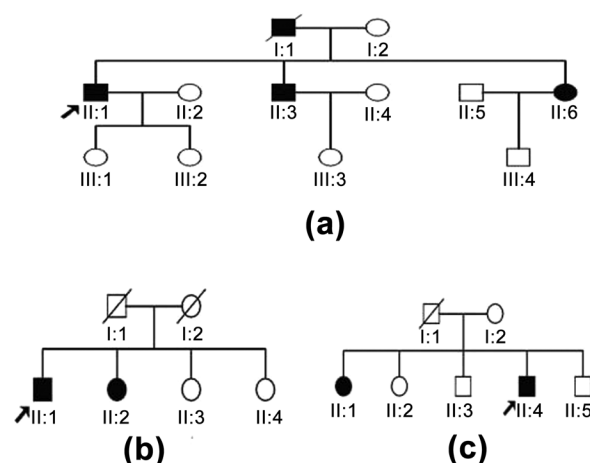 I:1 I:2
II:1 II:2 II:3 II:4 II:5 II:6
III:1 III:2 III:3 III:4
(a)
I:1 I:2
II:1 II:2 II:3 II:4
(b)
I:1 I:2
II:1 II:2 II:3 II:4 II:5
(c)